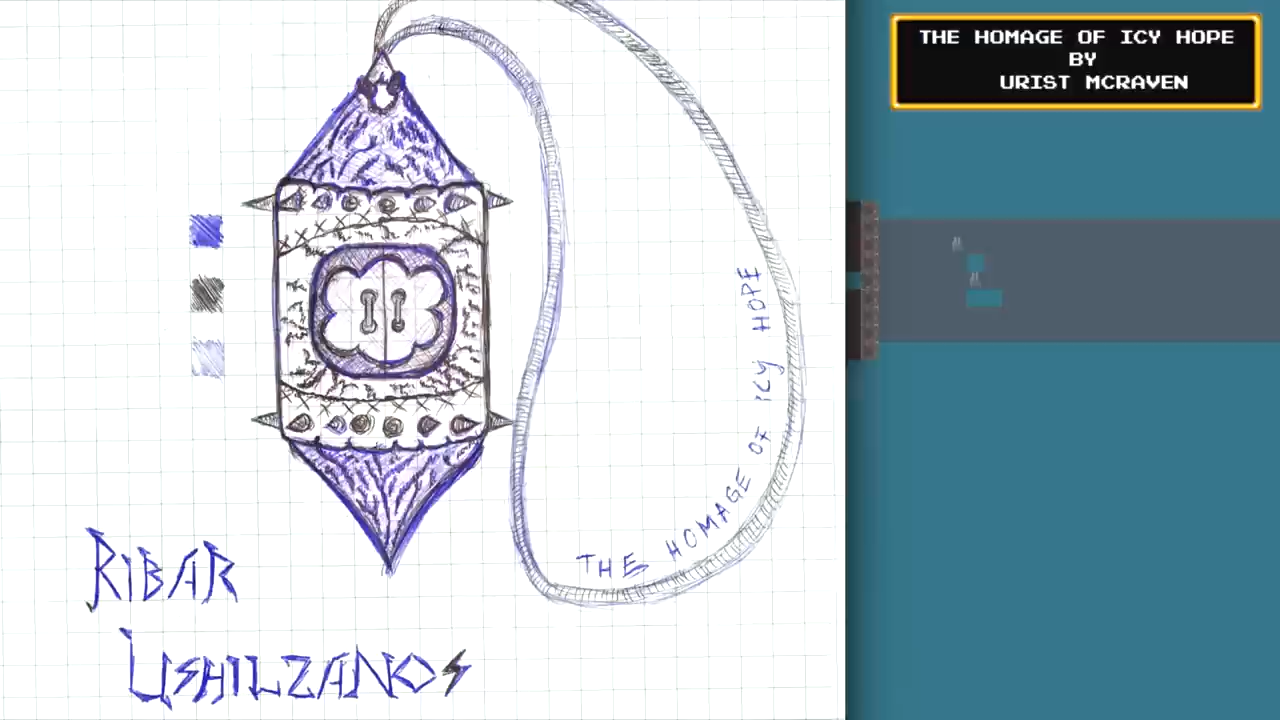 THE HOMAGE OF ICY HOPE
BY
URIST MCRAVEN
THE HOMAGE OF ICY HOPE
RIBAR
USHILZANOS